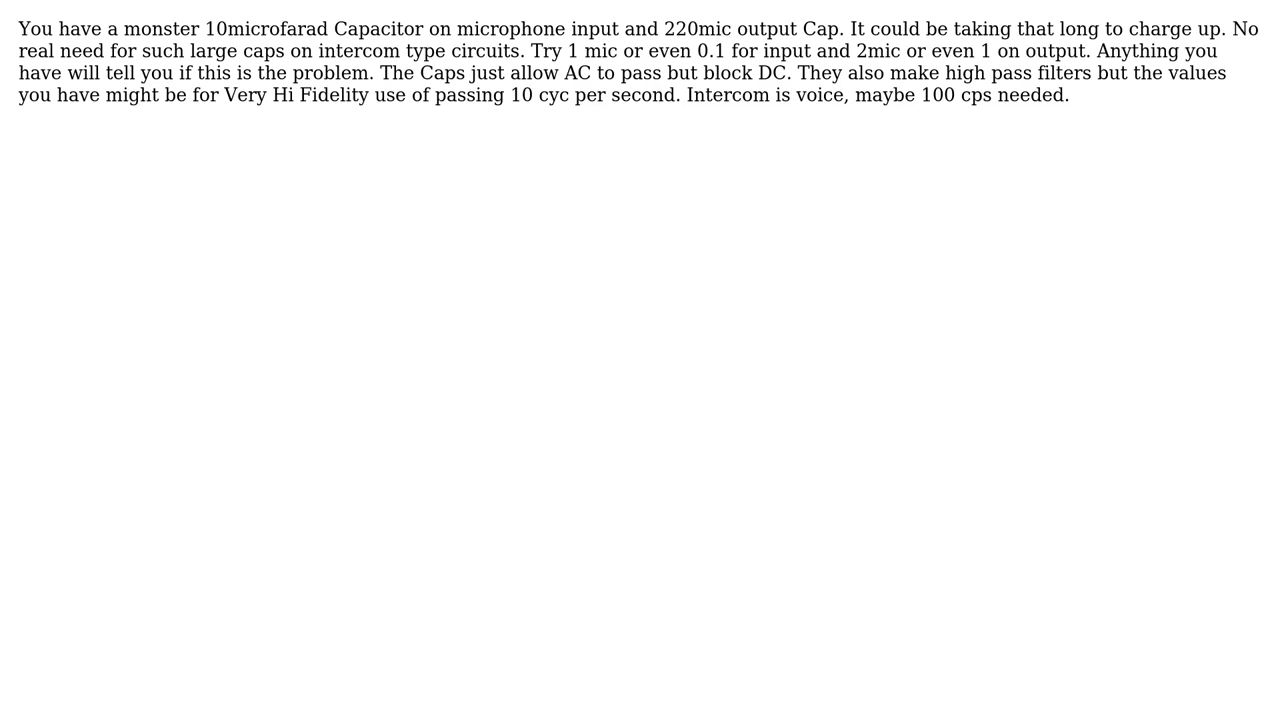 You have a monster 10microfarad Capacitor on microphone input and 220mic output Cap. It could be taking that long to charge up. No
real need for such large caps on intercom type circuits. Try 1 mic or even 0.1 for input and 2mic or even 1 on output. Anything you
have will tell you if this is the problem. The Caps just allow AC to pass but block DC. They also make high pass filters but the values
you have might be for Very Hi Fidelity use of passing 10 cyc per second. Intercom is voice, maybe 100 cps needed.